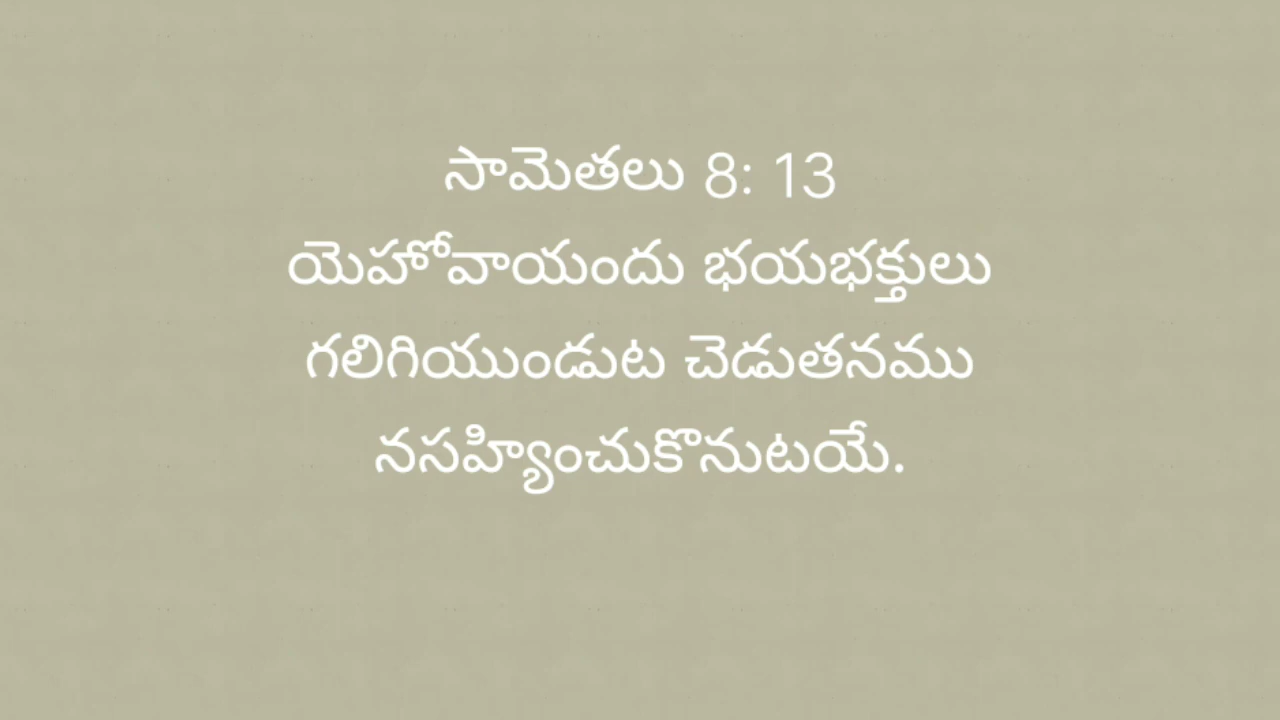 సామెతలు 8: 13
యెహోవాయందు భయభక్తులు
గలిగియుండుట చెడుతనము
నసహ్యించుకొనుటయే.